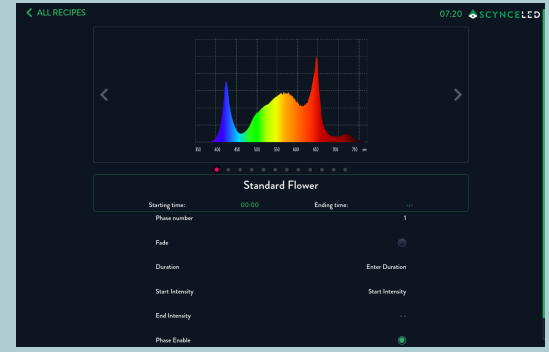 ALL RECIPES
07:20 SCYNCELED
350 400 450 500 550 600 650 700 750 nm
Standard Flower
Starting time: 00:00 Ending time: --
Phase number 1
Fade
Duration Enter Duration
Start Intensity Start Intensity
End Intensity --
Phase Enable